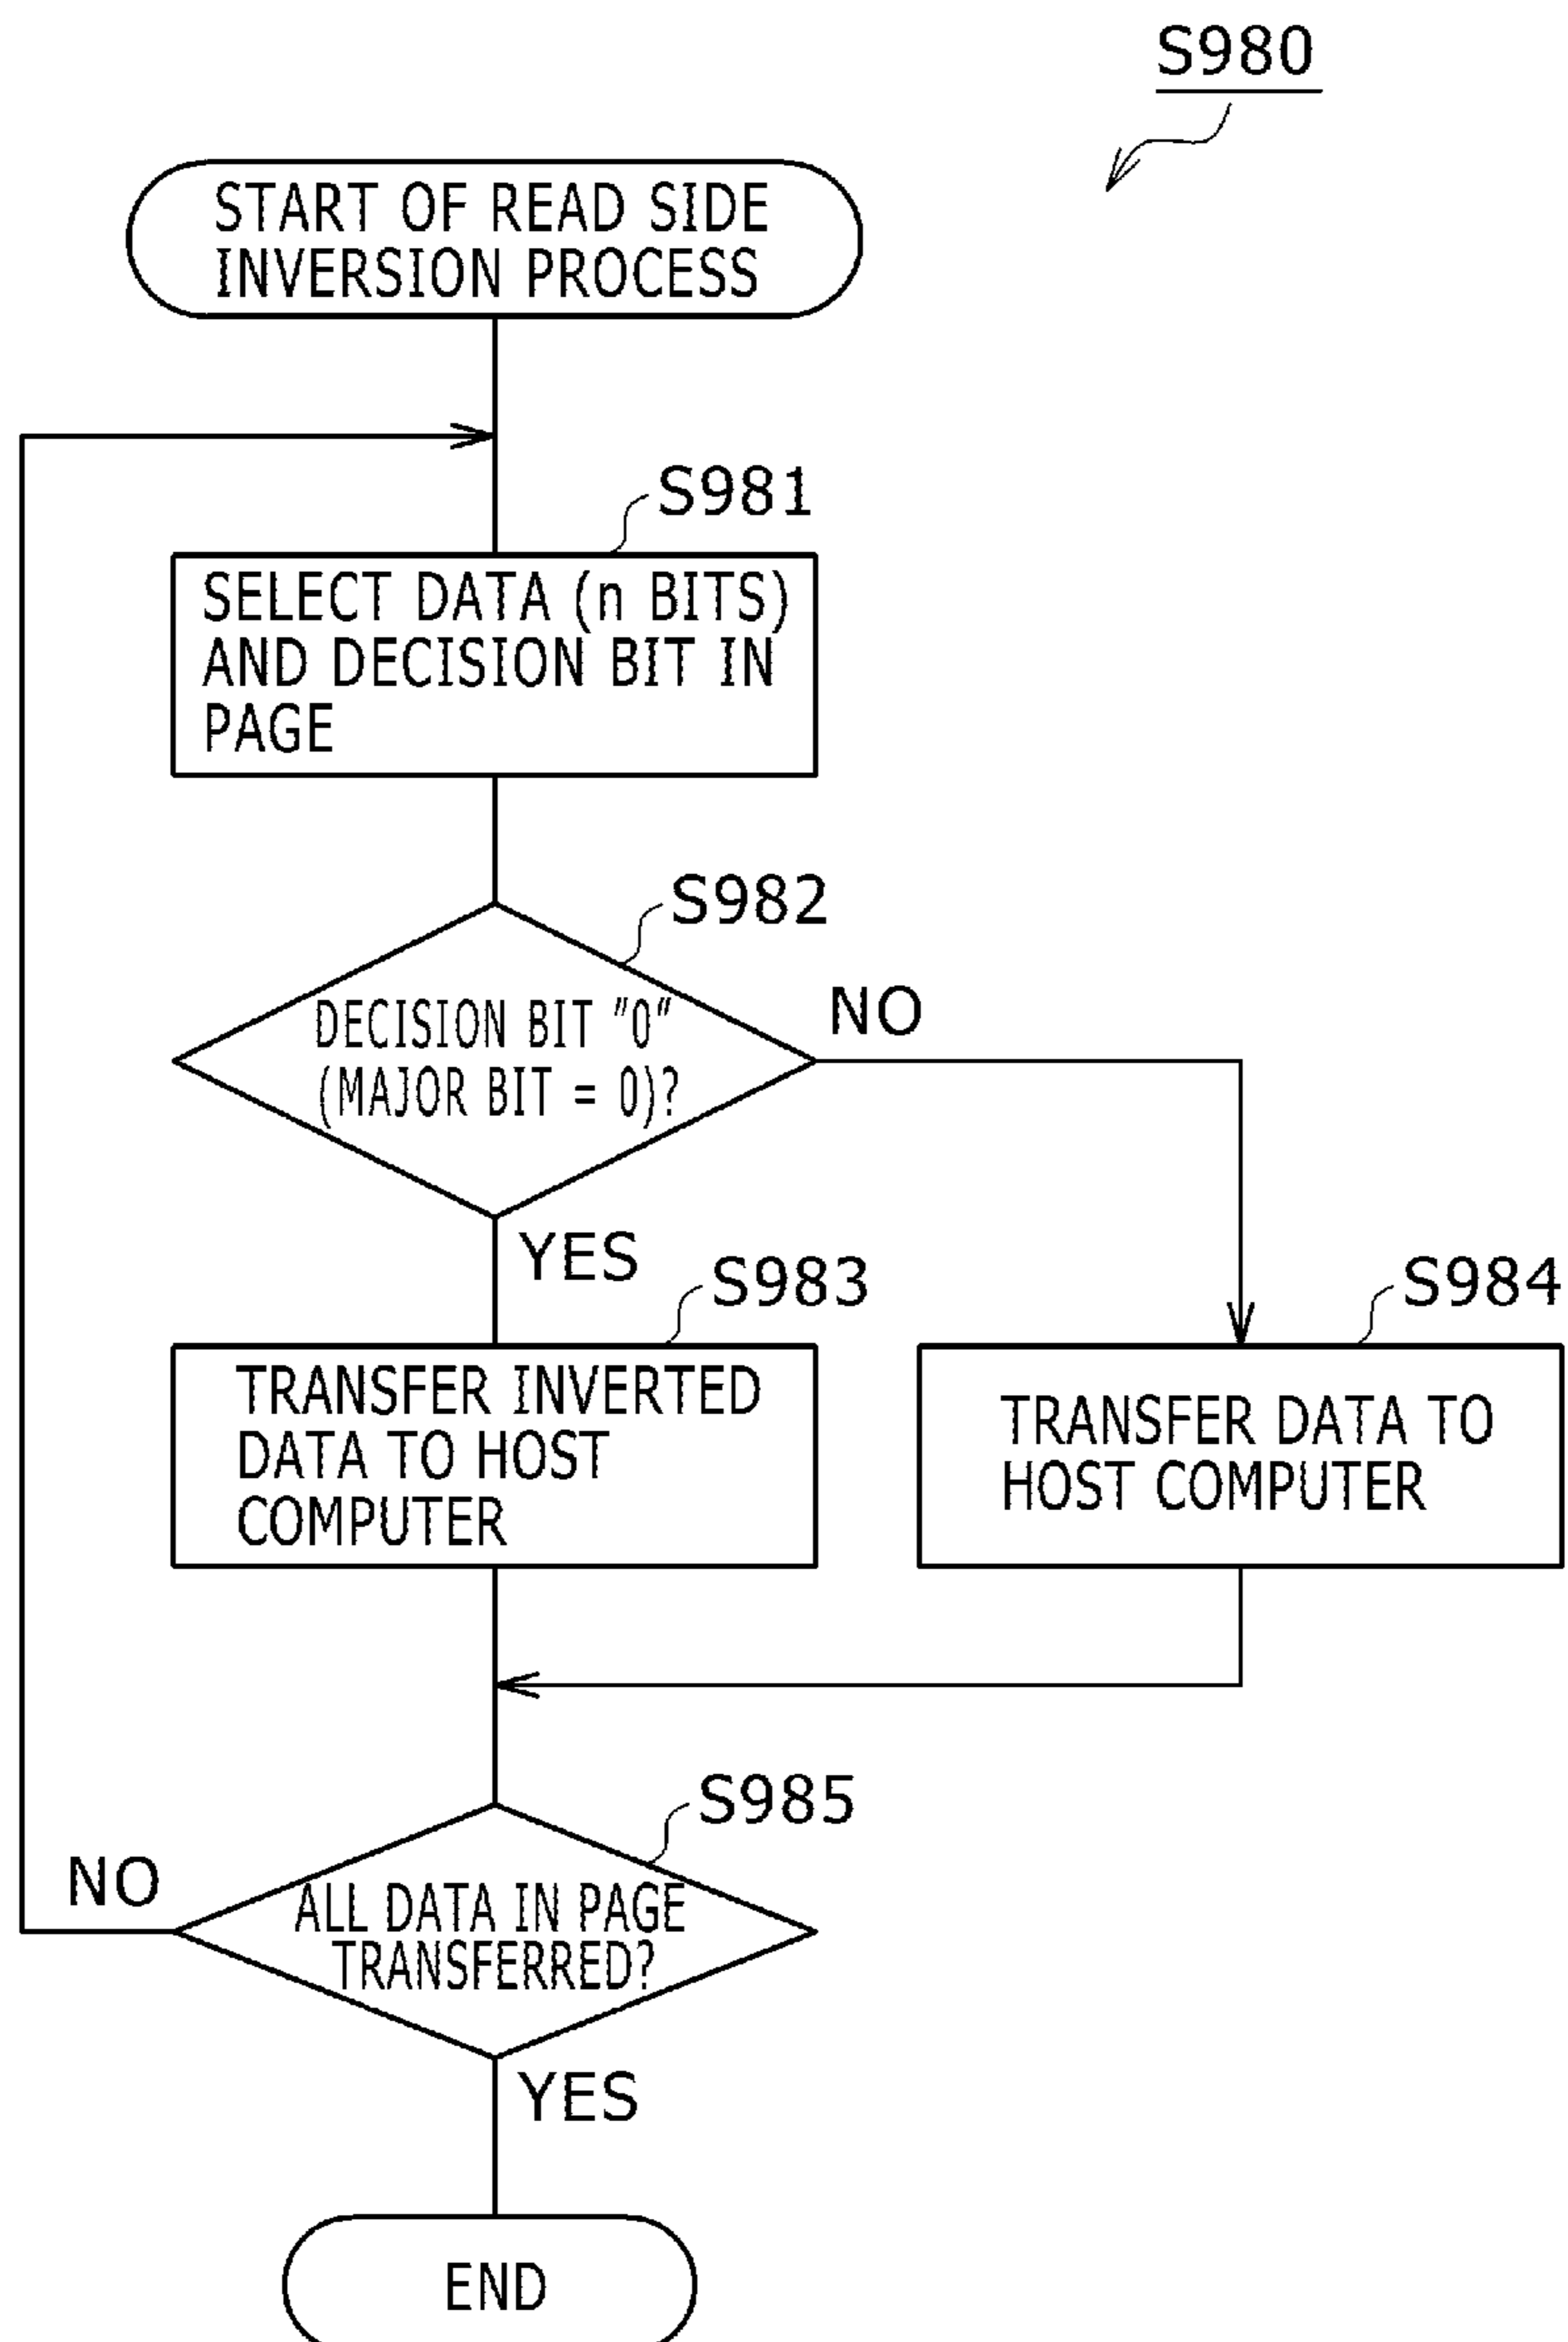 S980
START OF READ SIDE
INVERSION PROCESS
S981
SELECT DATA (n BITS)
AND DECISION BIT IN
PAGE
S982
DECISION BIT "0"
(MAJOR BIT = 0)?
NO
YES
S983
TRANSFER INVERTED
DATA TO HOST
COMPUTER
S984
TRANSFER DATA TO
HOST COMPUTER
S985
ALL DATA IN PAGE
TRANSFERRED?
NO
YES
END